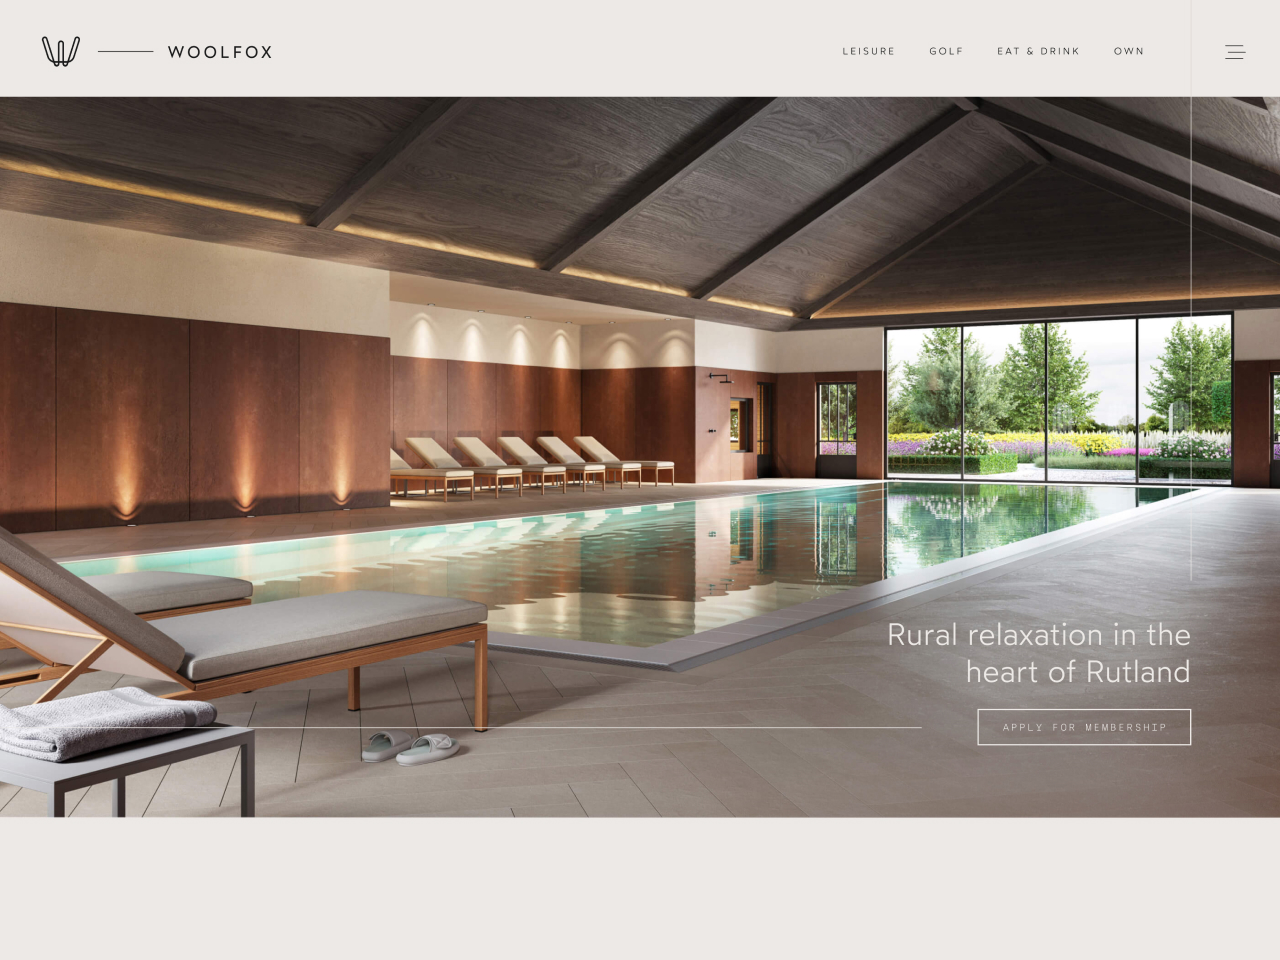 WOOLFOX
LEISURE
GOLF
EAT & DRINK
OWN
Rural relaxation in the
heart of Rutland
APPLY FOR MEMBERSHIP